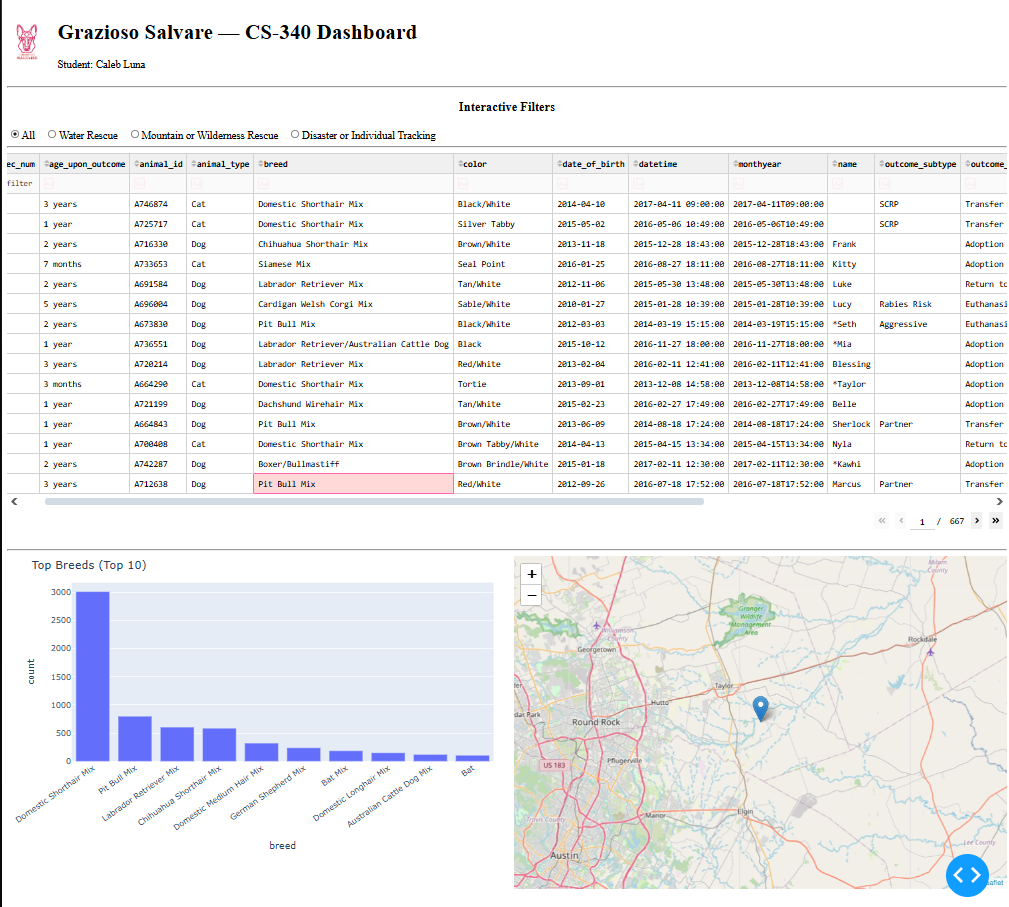 Grazioso Salvare — CS-340 Dashboard
Student: Caleb Luna
Interactive Filters
All Water Rescue Mountain or Wilderness Rescue Disaster or Individual Tracking
ec_num age_upon_outcome animal_id animal_type breed color date_of_birth datetime monthyear name outcome_subtype outcome_
filter
3 years A746874 Cat Domestic Shorthair Mix Black/White 2014-04-10 2017-04-11 09:00:00 2017-04-11T09:00:00 SCRP Transfer
1 year A725717 Cat Domestic Shorthair Mix Silver Tabby 2015-05-02 2016-05-06 10:49:00 2016-05-06T10:49:00 SCRP Transfer
2 years A716330 Dog Chihuahua Shorthair Mix Brown/White 2013-11-18 2015-12-28 18:43:00 2015-12-28T18:43:00 Frank Adoption
7 months A733653 Cat Siamese Mix Seal Point 2016-01-25 2016-08-27 18:11:00 2016-08-27T18:11:00 Kitty Adoption
2 years A691584 Dog Labrador Retriever Mix Tan/White 2012-11-06 2015-05-30 13:48:00 2015-05-30T13:48:00 Luke Return to
5 years A696004 Dog Cardigan Welsh Corgi Mix Sable/White 2010-01-27 2015-01-28 10:39:00 2015-01-28T10:39:00 Lucy Rabies Risk Euthanasi
2 years A673830 Dog Pit Bull Mix Black/White 2012-03-03 2014-03-19 15:15:00 2014-03-19T15:15:00 *Seth Aggressive Euthanasi
1 year A736551 Dog Labrador Retriever/Australian Cattle Dog Black 2015-10-12 2016-11-27 18:00:00 2016-11-27T18:00:00 *Mia Adoption
3 years A720214 Dog Labrador Retriever Mix Red/White 2013-02-04 2016-02-11 12:41:00 2016-02-11T12:41:00 Blessing Adoption
3 months A664290 Cat Domestic Shorthair Mix Tortie 2013-09-01 2013-12-08 14:58:00 2013-12-08T14:58:00 *Taylor Adoption
1 year A721199 Dog Dachshund Wirehair Mix Tan/White 2015-02-23 2016-02-27 17:49:00 2016-02-27T17:49:00 Belle Adoption
1 year A664843 Dog Pit Bull Mix Brown/White 2013-06-09 2014-08-18 17:24:00 2014-08-18T17:24:00 Sherlock Partner Transfer
1 year A700408 Cat Domestic Shorthair Mix Brown Tabby/White 2014-04-13 2015-04-15 13:34:00 2015-04-15T13:34:00 Nyla Return to
2 years A742287 Dog Boxer/Bullmastiff Brown Brindle/White 2015-01-18 2017-02-11 12:30:00 2017-02-11T12:30:00 *Kawhi Adoption
3 years A712638 Dog Pit Bull Mix Red/White 2012-09-26 2016-07-18 17:52:00 2016-07-18T17:52:00 Marcus Partner Transfer
1 / 667
Top Breeds (Top 10)
3000
2500
2000
1500
1000
500
0
count
Domestic Shorthair Mix
Pit Bull Mix
Labrador Retriever Mix
Chihuahua Shorthair Mix
Domestic Medium Hair Mix
German Shepherd Mix
Bat Mix
Domestic Longhair Mix
Australian Cattle Dog Mix
Bat
breed
+
−
Milam
County
Granger
Wildlife
Management
Area
Williamson
County
Georgetown
Rockdale
Taylor
Hutto
dar Park
Round Rock
US 183
Pflugerville
Travis County
Manor
Elgin
Lee County
Austin
aflet